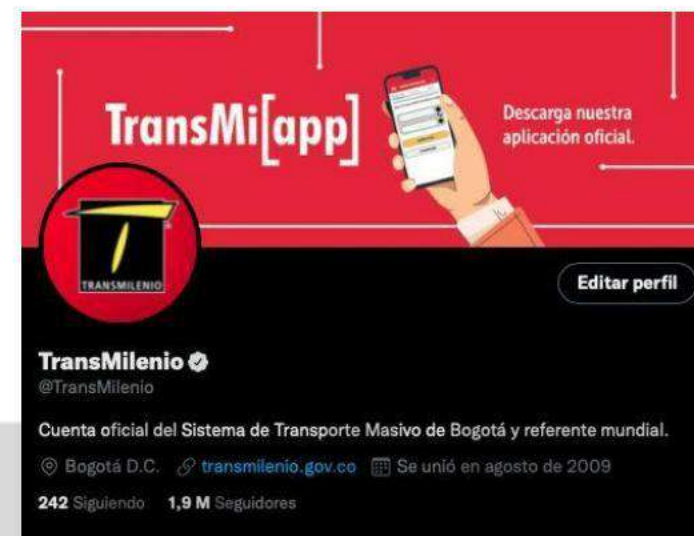 TransMi[app]
Descarga nuestra
aplicación oficial.
TRANSMILENIO
Editar perfil
TransMilenio
@TransMilenio
Cuenta oficial del Sistema de Transporte Masivo de Bogotá y referente mundial.
Bogotá D.C. transmilenio.gov.co Se unió en agosto de 2009
242 Siguiendo 1,9 M Seguidores